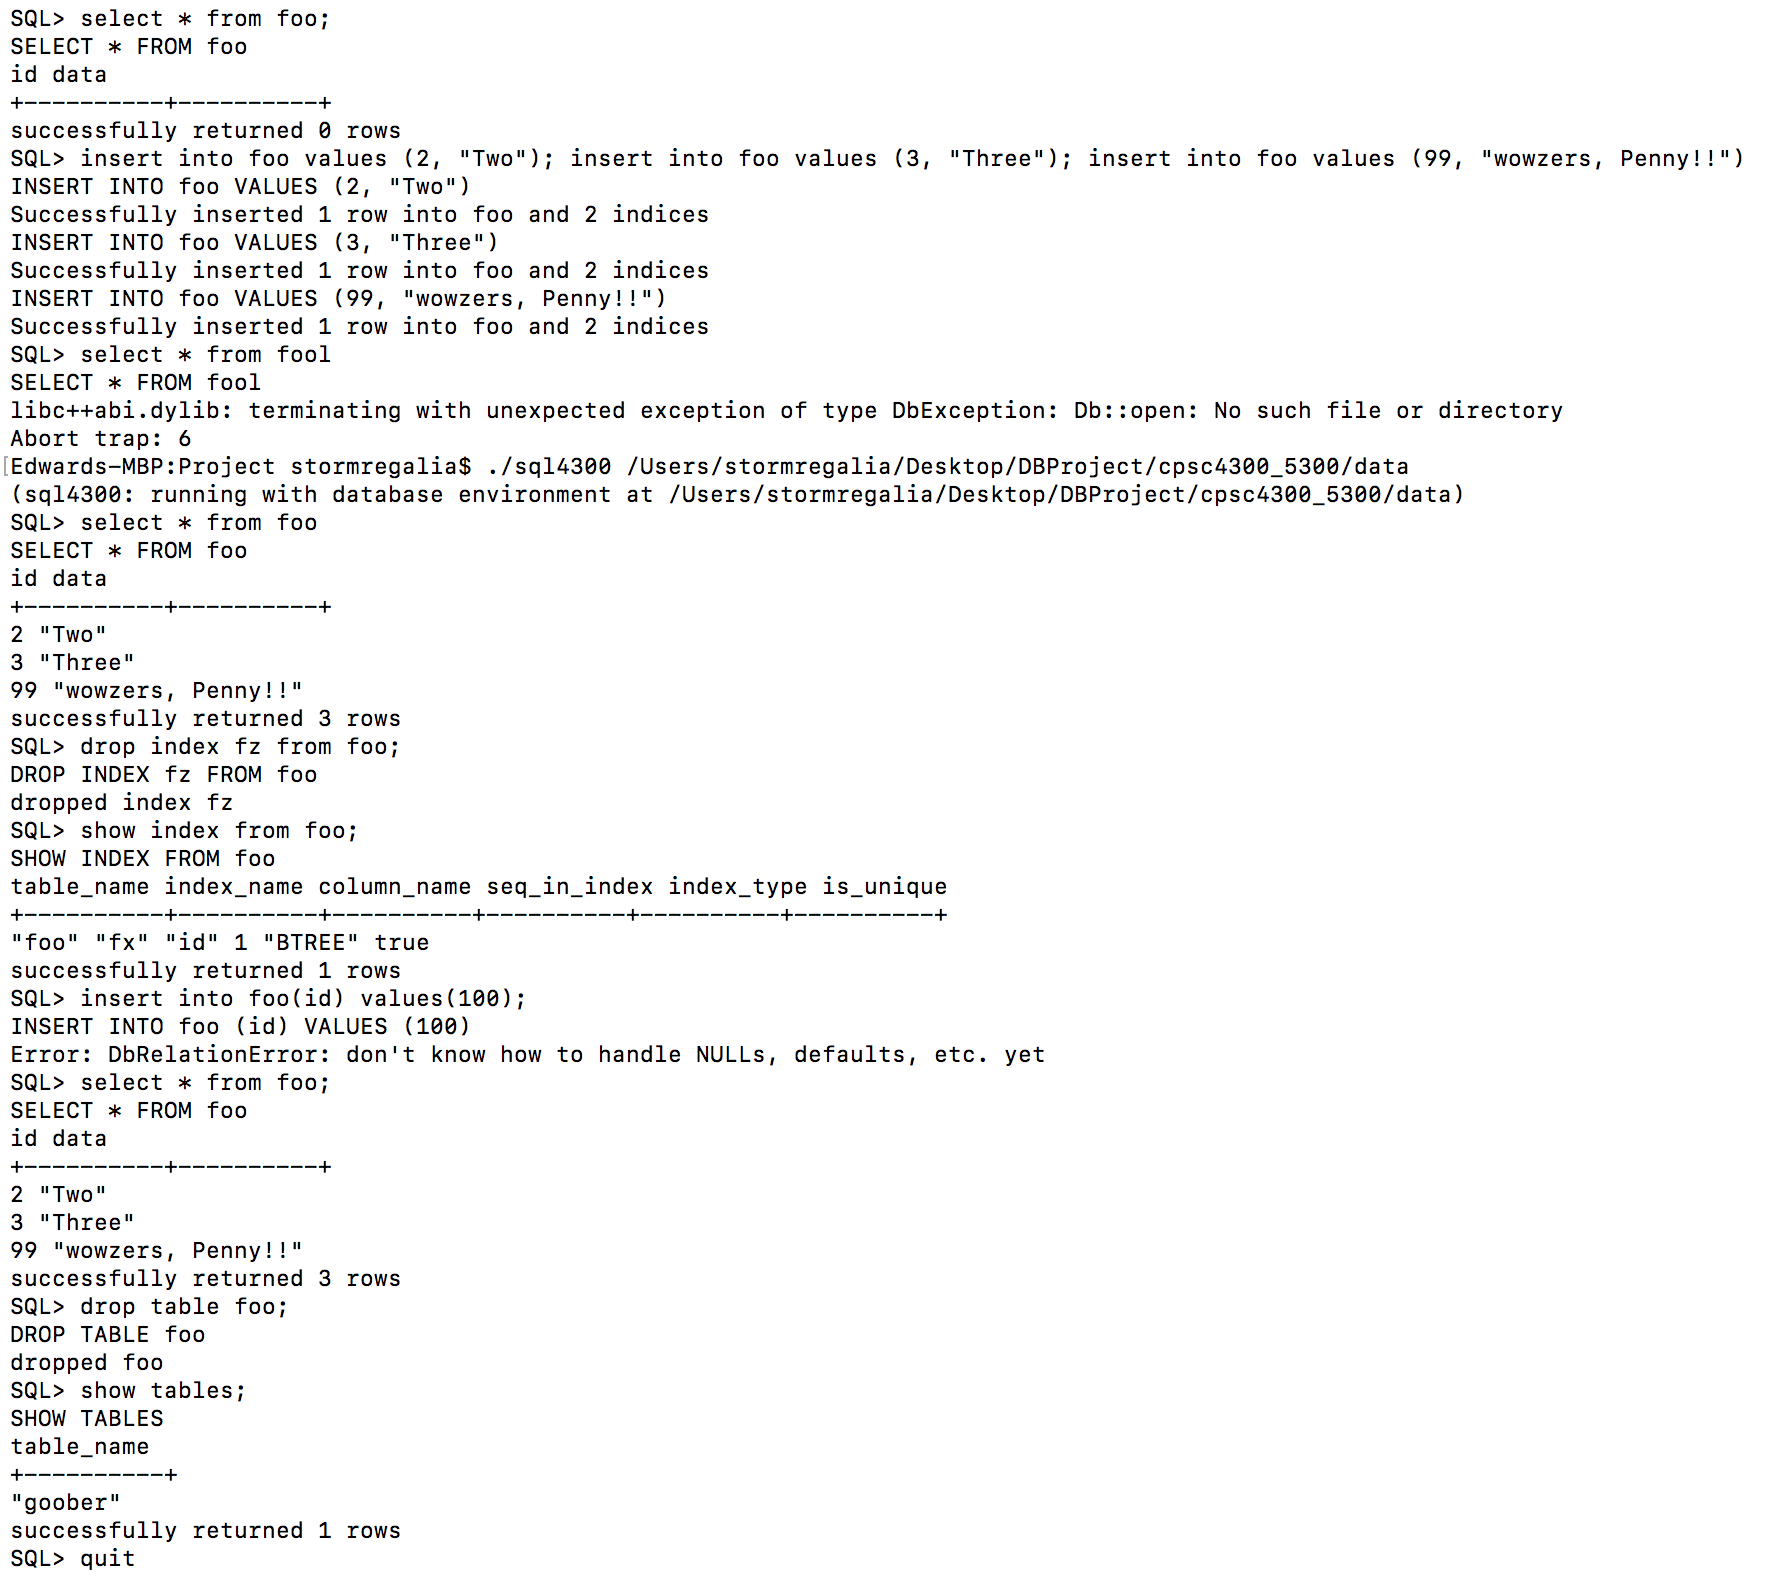 SQL> select * from foo;
SELECT * FROM foo
id data
+----------+----------+
successfully returned 0 rows
SQL> insert into foo values (2, "Two"); insert into foo values (3, "Three"); insert into foo values (99, "wowzers, Penny!!")
INSERT INTO foo VALUES (2, "Two")
Successfully inserted 1 row into foo and 2 indices
INSERT INTO foo VALUES (3, "Three")
Successfully inserted 1 row into foo and 2 indices
INSERT INTO foo VALUES (99, "wowzers, Penny!!")
Successfully inserted 1 row into foo and 2 indices
SQL> select * from fool
SELECT * FROM fool
libc++abi.dylib: terminating with unexpected exception of type DbException: Db::open: No such file or directory
Abort trap: 6
[Edwards-MBP:Project stormregalia$ ./sql4300 /Users/stormregalia/Desktop/DBProject/cpsc4300_5300/data
(sql4300: running with database environment at /Users/stormregalia/Desktop/DBProject/cpsc4300_5300/data)
SQL> select * from foo
SELECT * FROM foo
id data
+----------+----------+
2 "Two"
3 "Three"
99 "wowzers, Penny!!"
successfully returned 3 rows
SQL> drop index fz from foo;
DROP INDEX fz FROM foo
dropped index fz
SQL> show index from foo;
SHOW INDEX FROM foo
table_name index_name column_name seq_in_index index_type is_unique
+----------+----------+----------+----------+----------+----------+
"foo" "fx" "id" 1 "BTREE" true
successfully returned 1 rows
SQL> insert into foo(id) values(100);
INSERT INTO foo (id) VALUES (100)
Error: DbRelationError: don't know how to handle NULLs, defaults, etc. yet
SQL> select * from foo;
SELECT * FROM foo
id data
+----------+----------+
2 "Two"
3 "Three"
99 "wowzers, Penny!!"
successfully returned 3 rows
SQL> drop table foo;
DROP TABLE foo
dropped foo
SQL> show tables;
SHOW TABLES
table_name
+----------+
"goober"
successfully returned 1 rows
SQL> quit